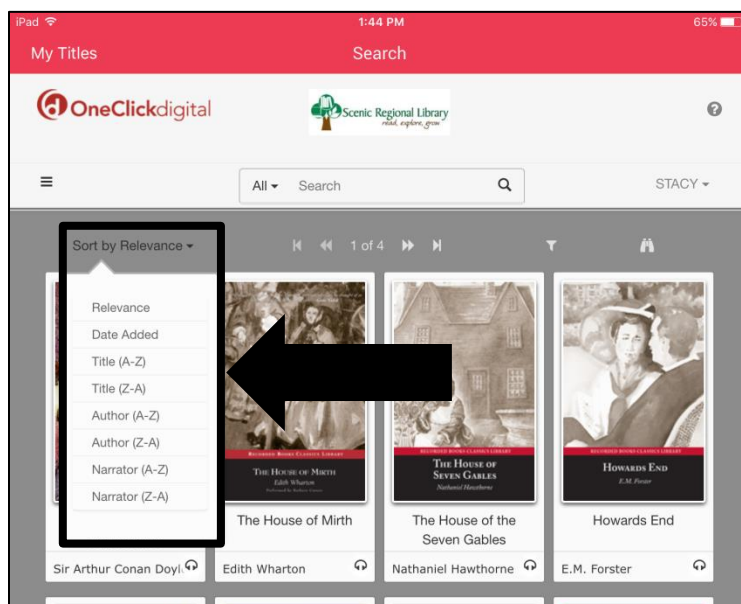 iPad 1:44 PM 65%
My Titles Search
OneClickdigital
Scenic Regional Library
read, explore, grow
All Search
STACY
Sort by Relevance 1 of 4
Relevance
Date Added
Title (A-Z)
Title (Z-A)
Author (A-Z)
Author (Z-A)
Narrator (A-Z)
Narrator (Z-A)
RECORDED BOOKS CLASSICS LIBRARY
THE HOUSE OF MIRTH
Edith Wharton
RECORDED BOOKS CLASSICS LIBRARY
THE HOUSE OF
SEVEN GABLES
Nathaniel Hawthorne
RECORDED BOOKS CLASSICS LIBRARY
HOWARDS END
E.M. Forster
The House of Mirth
The House of the
Seven Gables
Howards End
Sir Arthur Conan Doyl
Edith Wharton
Nathaniel Hawthorne
E.M. Forster